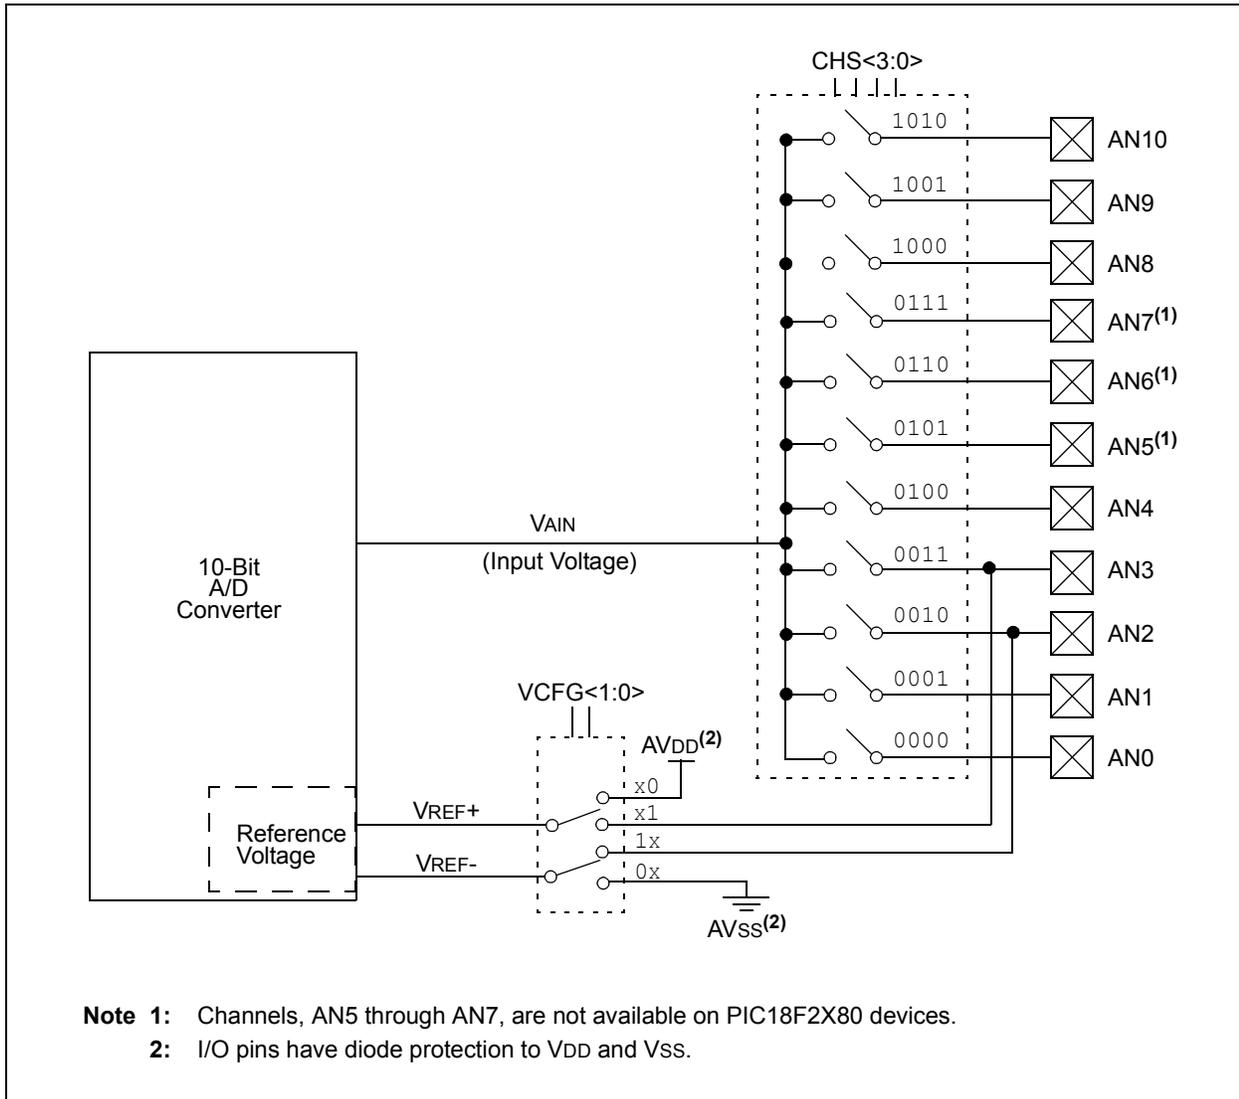 CHS<3:0>
1010
AN10
1001
AN9
1000
AN8
0111
AN7(1)
0110
AN6(1)
0101
AN5(1)
0100
AN4
VAIN
(Input Voltage)
0011
AN3
10-Bit
A/D
Converter
0010
AN2
VCFG<1:0>
0001
AN1
AVDD(2)
0000
AN0
x0
VREF+
x1
Reference
Voltage
1x
VREF-
0x
AVSS(2)
Note 1: Channels, AN5 through AN7, are not available on PIC18F2X80 devices.
2: I/O pins have diode protection to VDD and VSS.